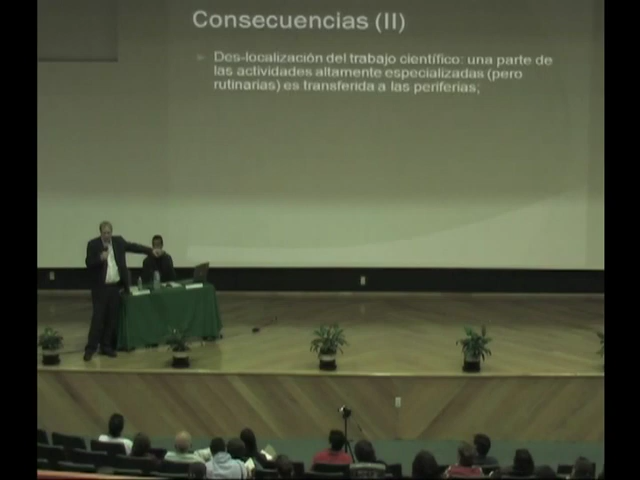 Consecuencias (II)
Des-localización del trabajo científico: una parte de
las actividades altamente especializadas (pero
rutinarias) es transferida a las periferias;